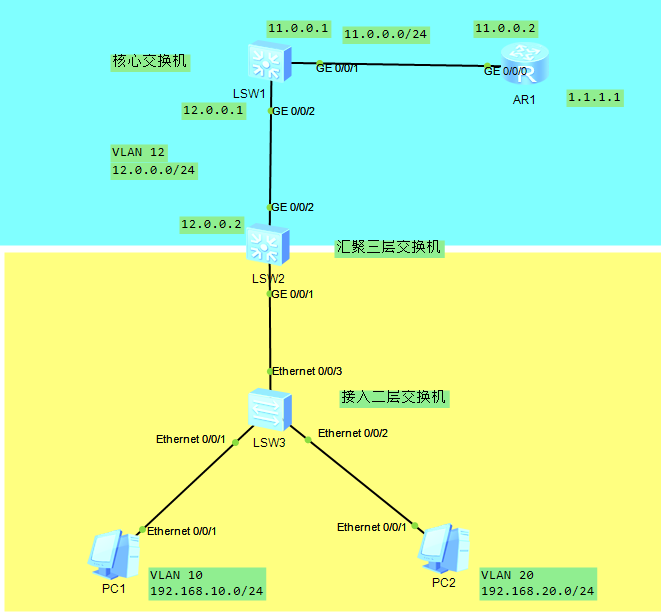 11.0.0.1
11.0.0.0/24
11.0.0.2
核心交换机
GE 0/0/1
GE 0/0/0
LSW1
AR1
1.1.1.1
12.0.0.1
GE 0/0/2
VLAN 12
12.0.0.0/24
GE 0/0/2
12.0.0.2
汇聚三层交换机
LSW2
GE 0/0/1
Ethernet 0/0/3
接入二层交换机
Ethernet 0/0/1
LSW3
Ethernet 0/0/2
Ethernet 0/0/1
Ethernet 0/0/1
PC1
VLAN 10
192.168.10.0/24
PC2
VLAN 20
192.168.20.0/24